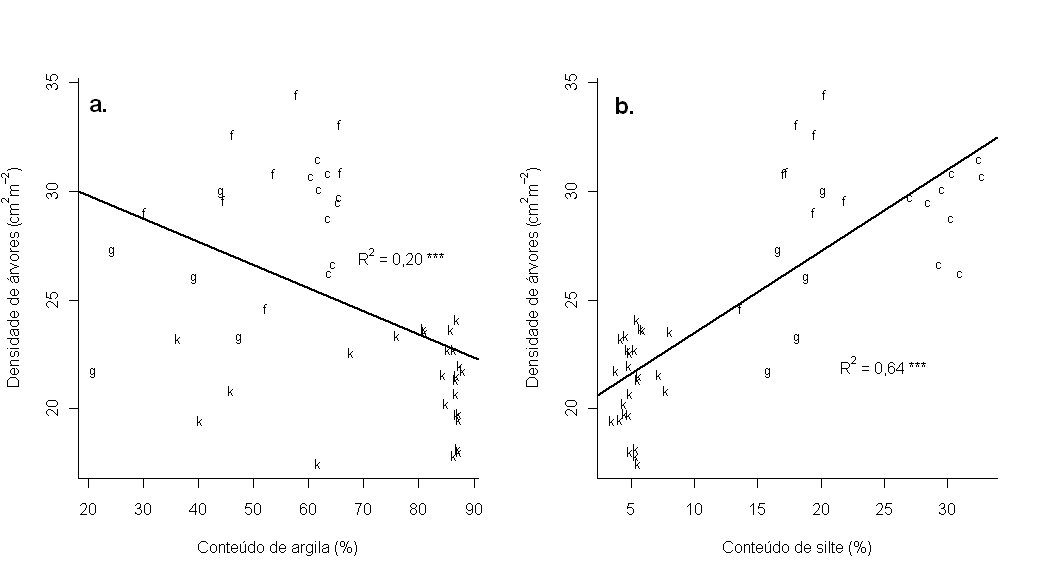 a.
Densidade de árvores (cm²m⁻²)
35
30
25
20
R² = 0,20 ***
20 30 40 50 60 70 80 90
Conteúdo de argila (%)
b.
Densidade de árvores (cm²m⁻²)
35
30
25
20
R² = 0,64 ***
5 10 15 20 25 30
Conteúdo de silte (%)